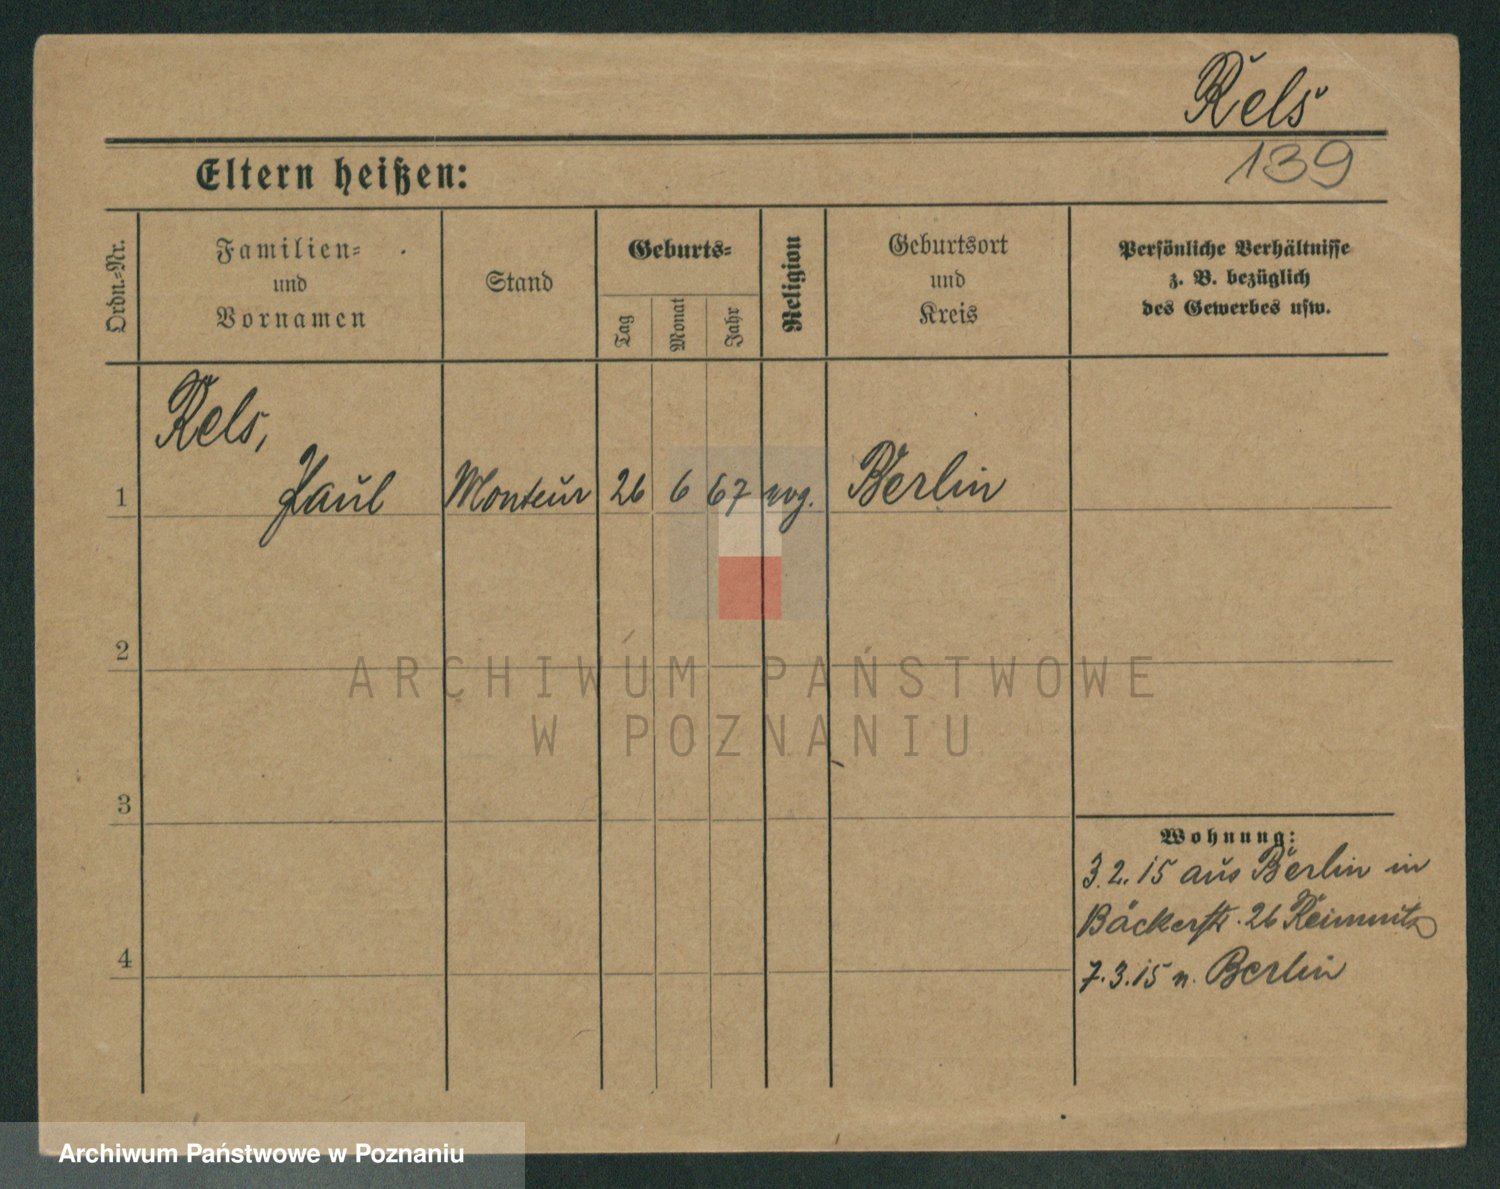 Rels
139
Eltern heißen:
Ordn.-Nr.
Familien-
und
Vornamen
Stand
Geburts-
Tag
Monat
Jahr
Religion
Geburtsort
und
Kreis
Persönliche Verhältnisse
z. B. bezüglich
des Gewerbes usw.
Rels,
1 Paul Monteur 26 6 67 evg. Berlin
2
ARCHIWUM PAŃSTWOWE
W POZNANIU
3
Wohnung:
3.2.15 aus Berlin in
Bäckerstr. 26 Reimnitz
4
7.3.15 n. Berlin
Archiwum Państwowe w Poznaniu